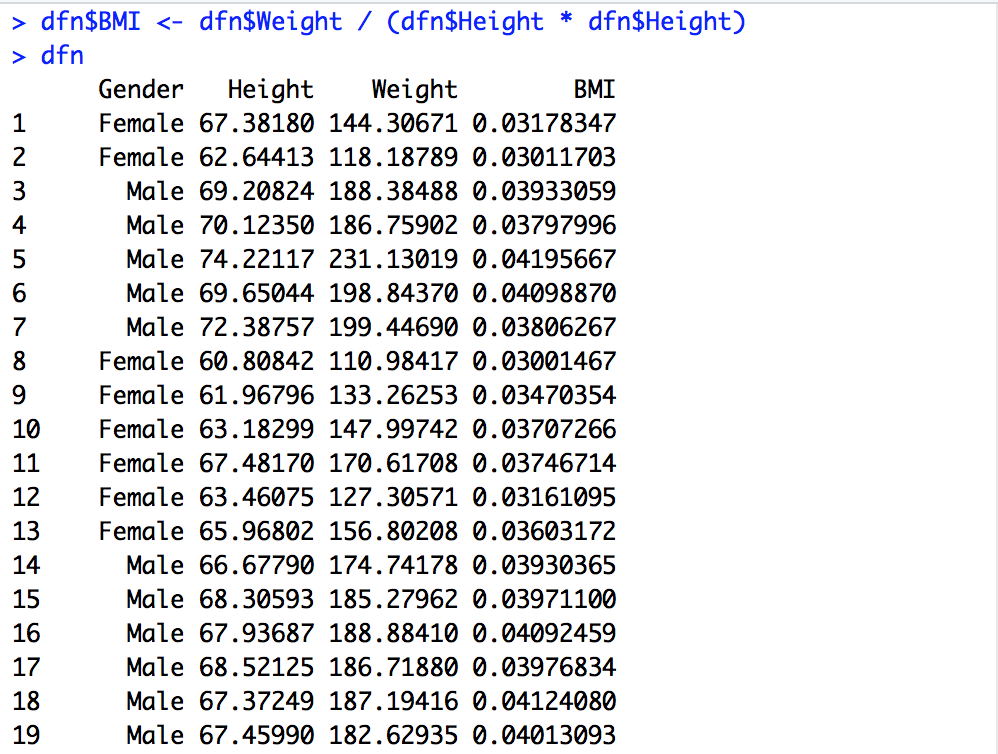 > dfn$BMI <- dfn$Weight / (dfn$Height * dfn$Height)
> dfn
Gender Height Weight BMI
1 Female 67.38180 144.30671 0.03178347
2 Female 62.64413 118.18789 0.03011703
3 Male 69.20824 188.38488 0.03933059
4 Male 70.12350 186.75902 0.03797996
5 Male 74.22117 231.13019 0.04195667
6 Male 69.65044 198.84370 0.04098870
7 Male 72.38757 199.44690 0.03806267
8 Female 60.80842 110.98417 0.03001467
9 Female 61.96796 133.26253 0.03470354
10 Female 63.18299 147.99742 0.03707266
11 Female 67.48170 170.61708 0.03746714
12 Female 63.46075 127.30571 0.03161095
13 Female 65.96802 156.80208 0.03603172
14 Male 66.67790 174.74178 0.03930365
15 Male 68.30593 185.27962 0.03971100
16 Male 67.93687 188.88410 0.04092459
17 Male 68.52125 186.71880 0.03976834
18 Male 67.37249 187.19416 0.04124080
19 Male 67.45990 182.62935 0.04013093